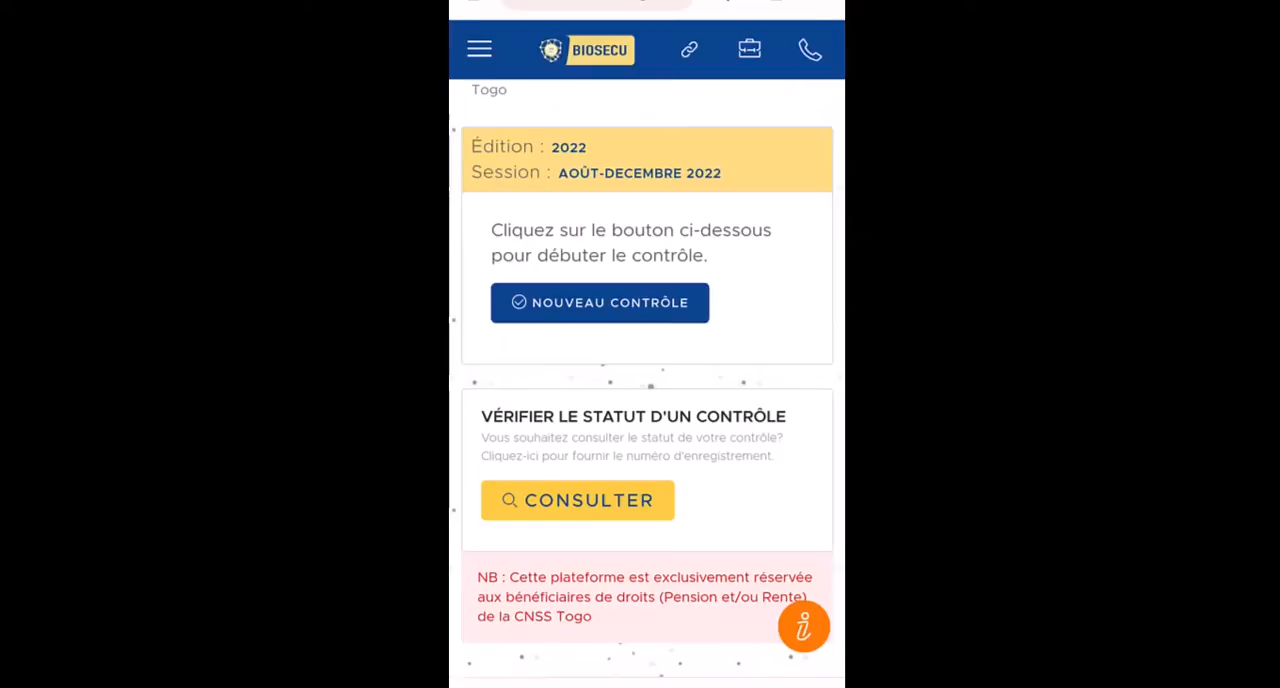 BIOSECU
Togo
Édition : 2022
Session : AOÛT-DECEMBRE 2022
Cliquez sur le bouton ci-dessous
pour débuter le contrôle.
NOUVEAU CONTRÔLE
VÉRIFIER LE STATUT D'UN CONTRÔLE
Vous souhaitez consulter le statut de votre contrôle?
Cliquez-ici pour fournir le numéro d'enregistrement.
CONSULTER
NB : Cette plateforme est exclusivement réservée
aux bénéficiaires de droits (Pension et/ou Rente)
de la CNSS Togo